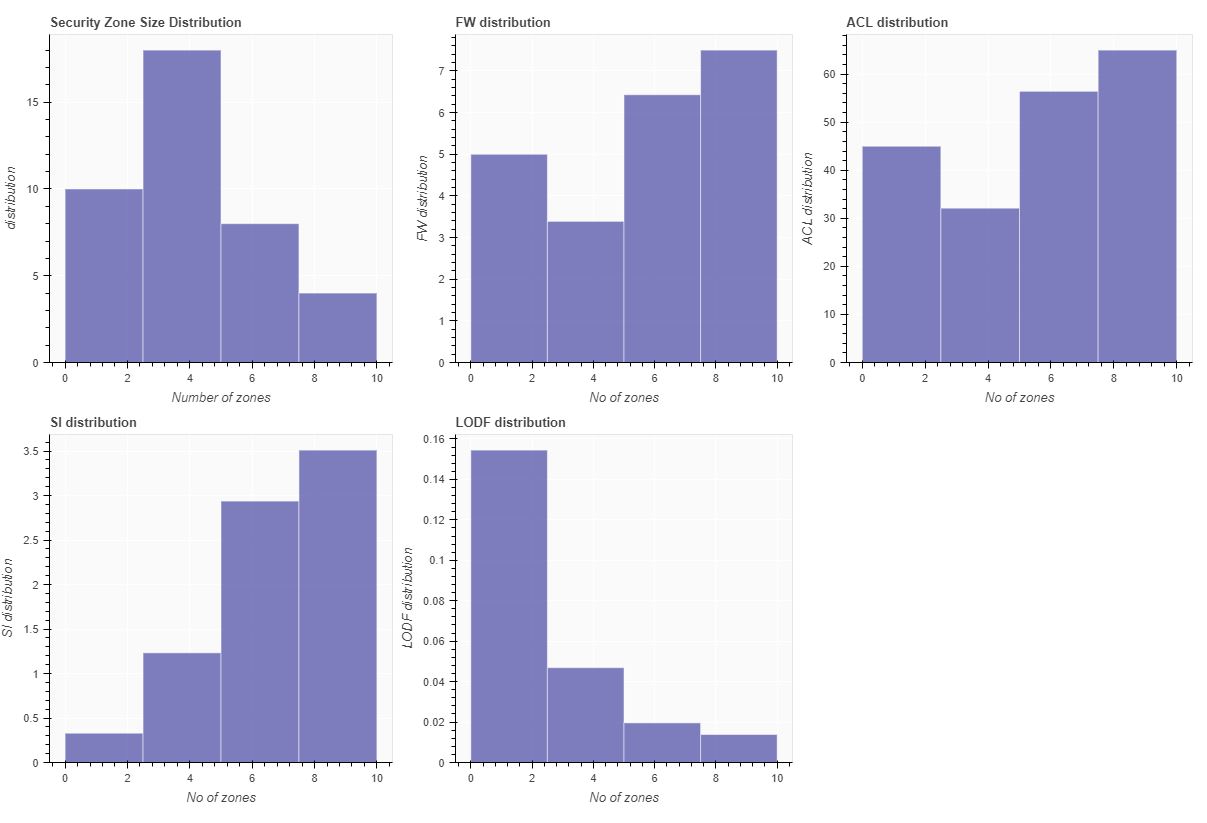 Security Zone Size Distribution
distribution
15
10
5
0
0 2 4 6 8 10
Number of zones
FW distribution
FW distribution
7
6
5
4
3
2
1
0
0 2 4 6 8 10
No of zones
ACL distribution
ACL distribution
60
50
40
30
20
10
0
0 2 4 6 8 10
No of zones
SI distribution
SI distribution
3.5
3
2.5
2
1.5
1
0.5
0
0 2 4 6 8 10
No of zones
LODF distribution
LODF distribution
0.16
0.14
0.12
0.1
0.08
0.06
0.04
0.02
0
0 2 4 6 8 10
No of zones